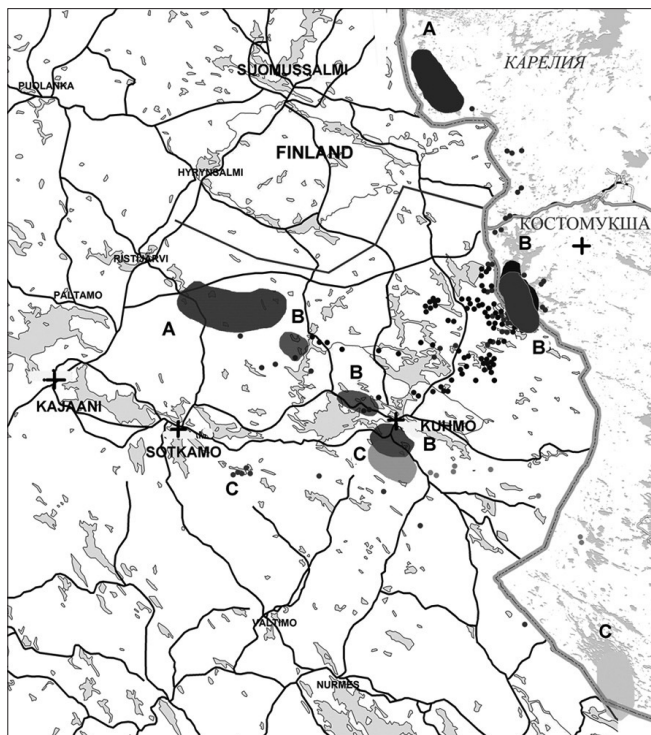 A
КАРЕЛИЯ
SUOMUSSALMI
PUOLANKA
FINLAND
HYRYNSALMI
КОСТОМУКША
B
RISTIJÄRVI
PALTAMO
B
A
B
B
KAJAANI
KUHMO
B
SOTKAMO
C
C
VALTIMO
C
NURMES